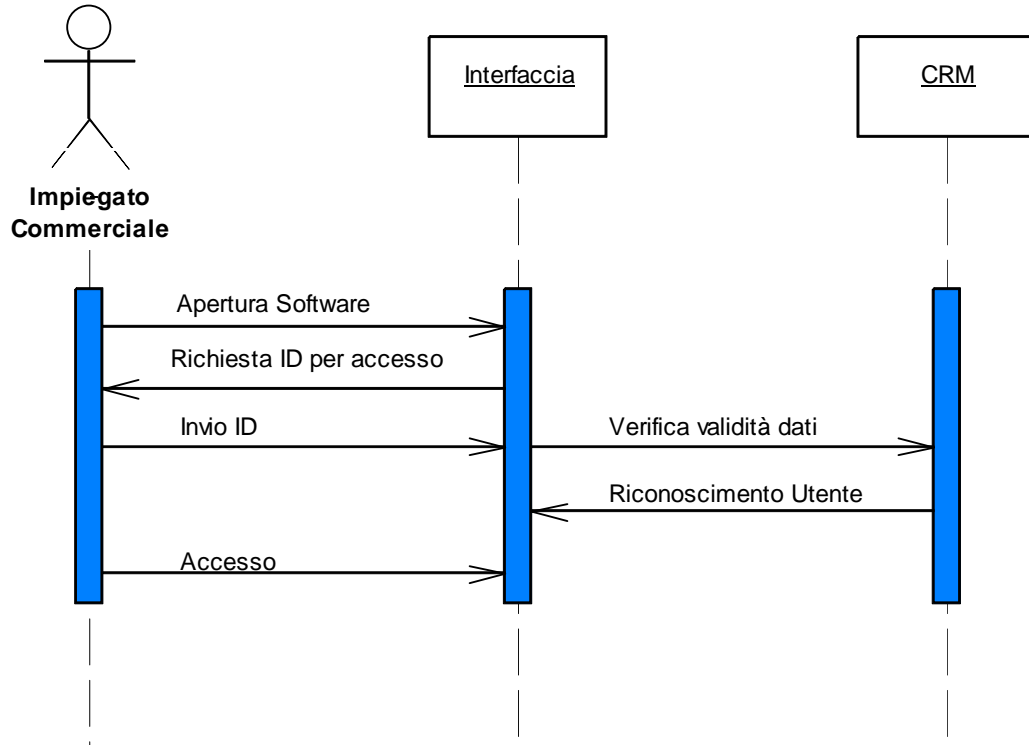 Interfaccia
CRM
Impiegato
Commerciale
Apertura Software
Richiesta ID per accesso
Invio ID
Verifica validità dati
Riconoscimento Utente
Accesso